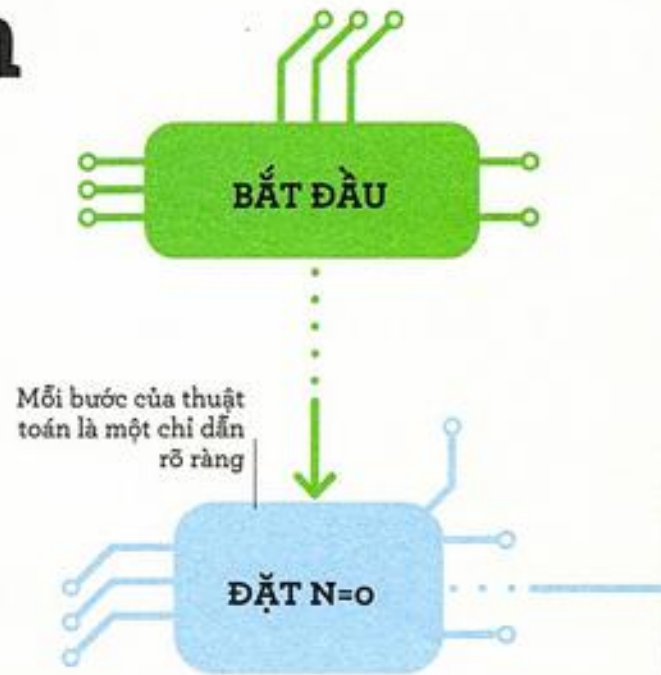 BẮT ĐẦU
Mỗi bước của thuật
toán là một chỉ dẫn
rõ ràng
ĐẶT N=0